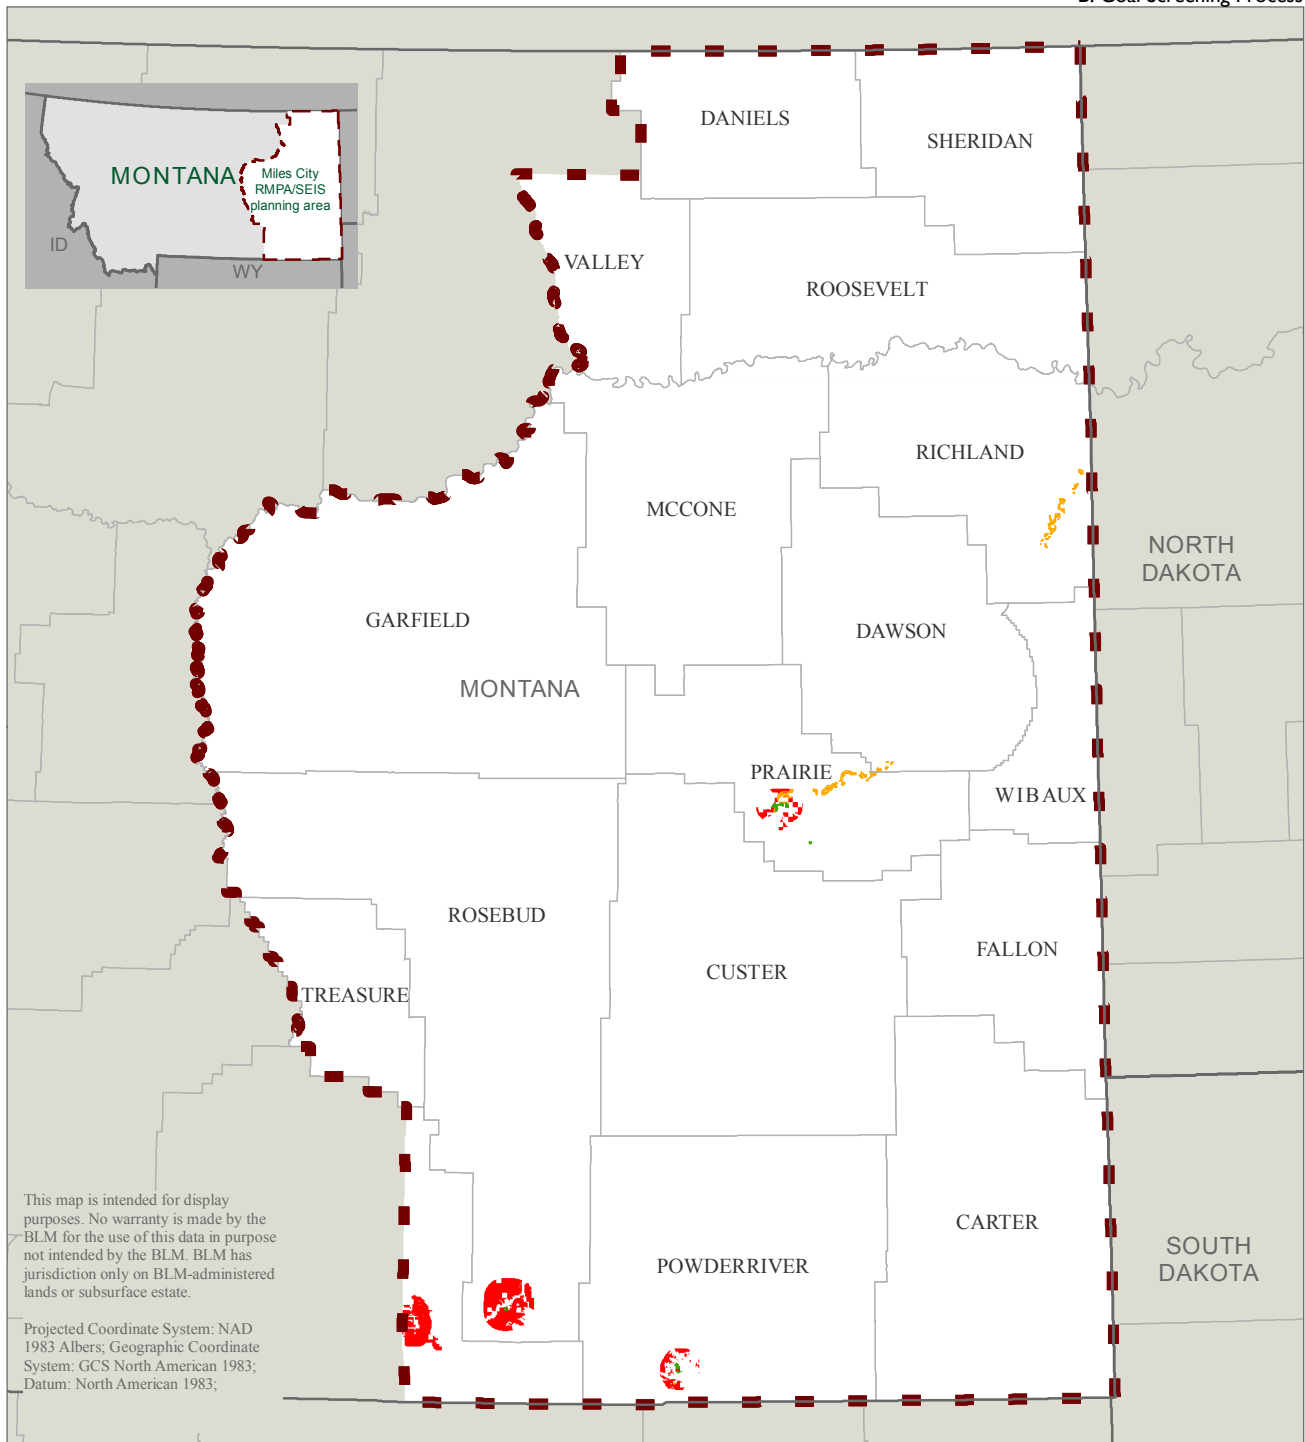 B. Coal Screening Process
DANIELS
SHERIDAN
MONTANA
Miles City
RMPA/SEIS
planning area
ID
WY
VALLEY
ROOSEVELT
RICHLAND
MCCONE
NORTH
DAKOTA
GARFIELD
DAWSON
MONTANA
PRAIRIE
WIBAUX
ROSEBUD
FALLON
CUSTER
TREASURE
This map is intended for display
purposes. No warranty is made by the
BLM for the use of this data in purpose
not intended by the BLM. BLM has
jurisdiction only on BLM-administered
lands or subsurface estate.
CARTER
POWDERRIVER
SOUTH
DAKOTA
Projected Coordinate System: NAD
1983 Albers; Geographic Coordinate
System: GCS North American 1983;
Datum: North American 1983;